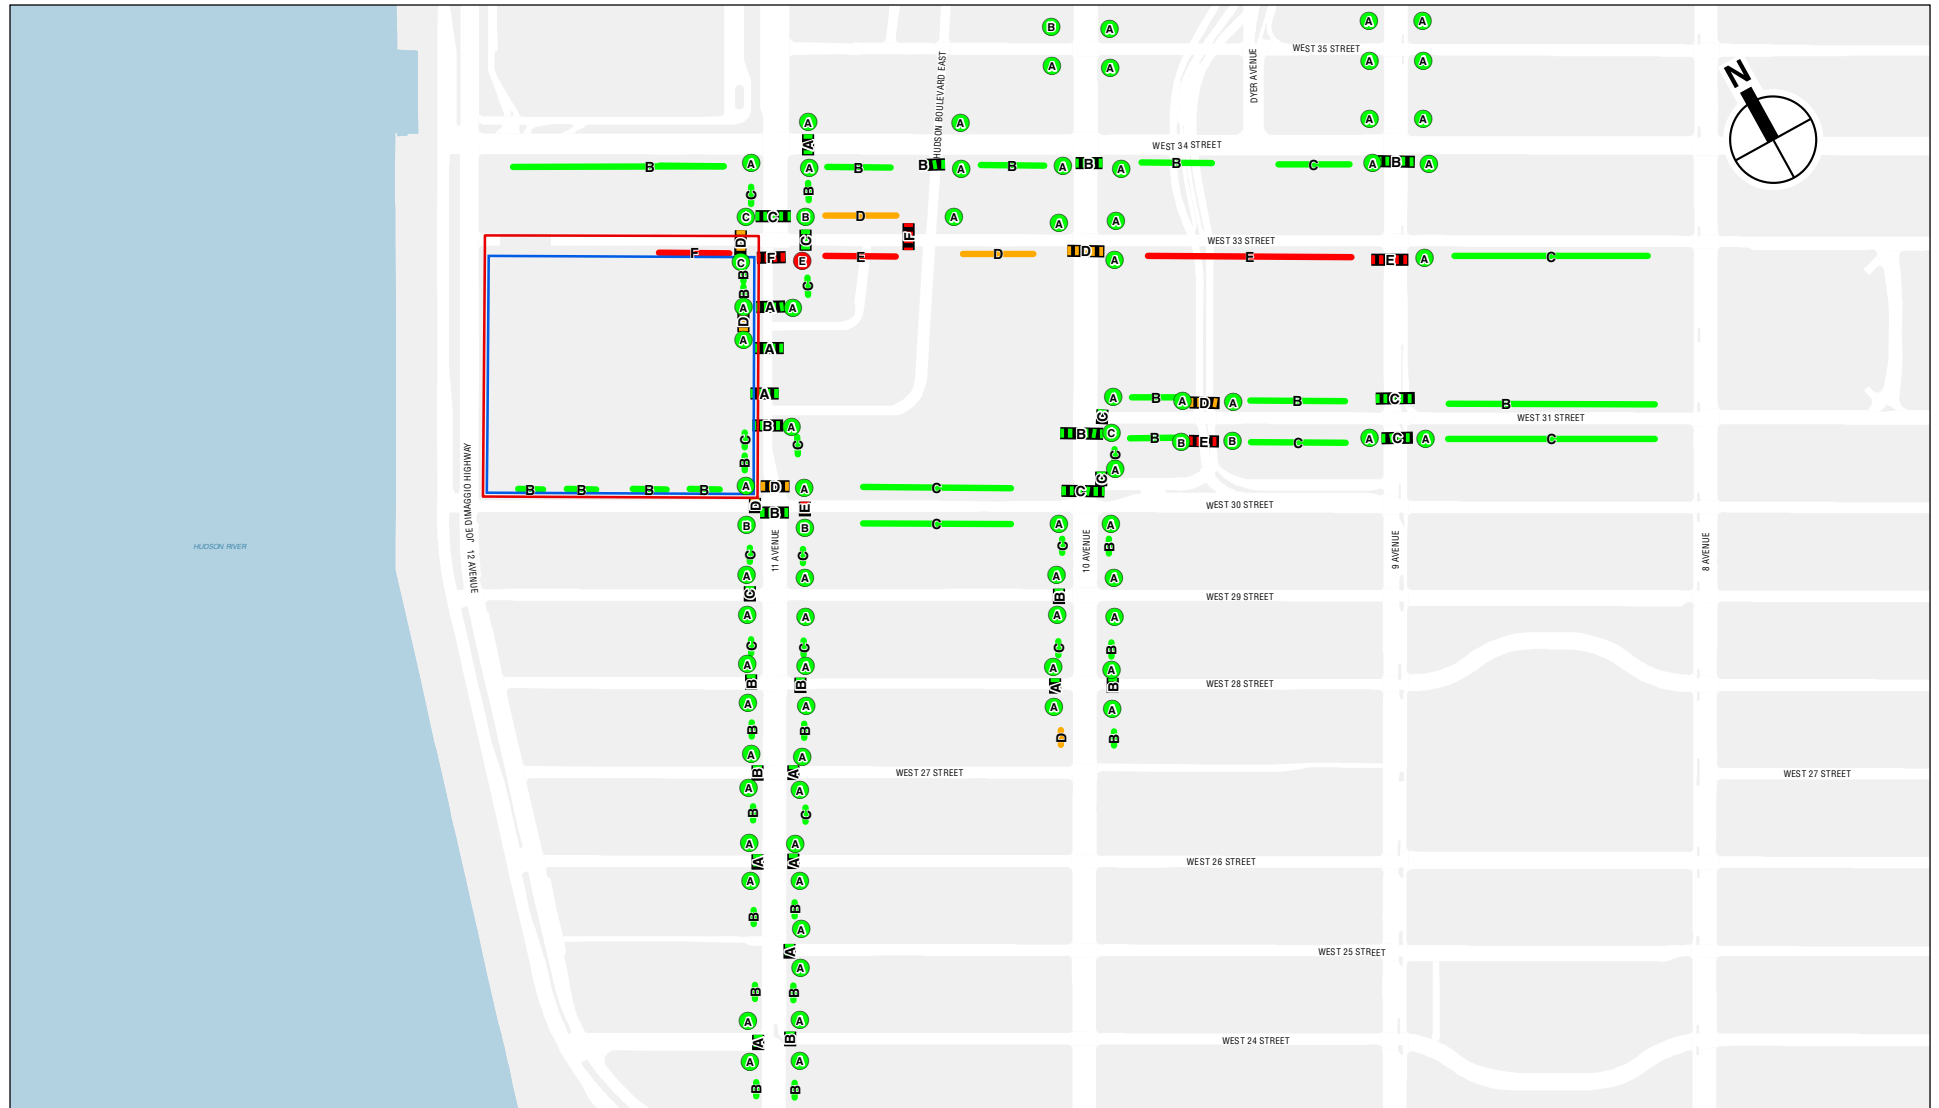 B A A A
WEST 35 STREET
A A A A
HUDSON BOULEVARD EAST
DYER AVENUE
N
A A A A
A
WEST 34 STREET
A B A B B A B A B A B C A B A
C B
C C B D A A A
D C F
WEST 33 STREET
F C F E E D D A E E A C
B C
B
A A A
D
A A
A
A B A D A B C B
C
WEST 31 STREET
B A B C B B E B C A C A C
C C
B C A
C
B B B B A D A C C
D B E
WEST 30 STREET
B B C A A
C C C B
A A A A
C B
WEST 29 STREET
A A A A
C C C B
A A A A
B B A B
WEST 28 STREET
A A A A
B B D B
A A
B A
WEST 27 STREET
WEST 27 STREET
A A
B C
A A
A A
WEST 26 STREET
A A
B B
A
A
WEST 25 STREET
A
B B
A A
A B
WEST 24 STREET
A A
B B
HUDSON RIVER
JOE DIMAGGIO HIGHWAY
12 AVENUE
11 AVENUE
10 AVENUE
9 AVENUE
8 AVENUE